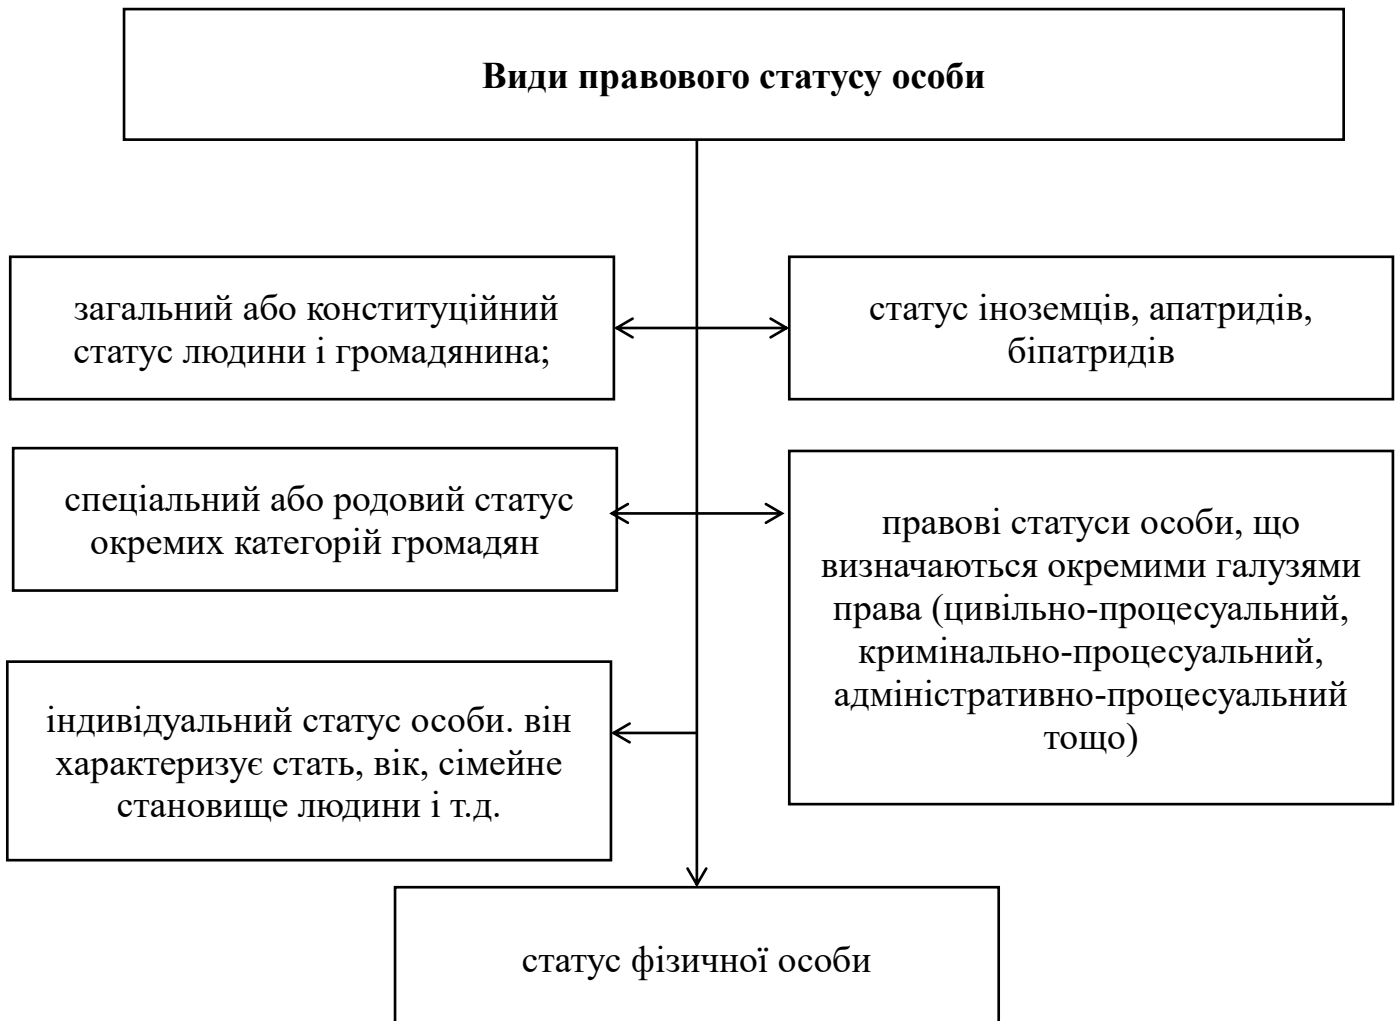 Види правового статусу особи
загальний або конституційний
статус людини і громадянина;
статус іноземців, апатридів,
біпатридів
спеціальний або родовий статус
окремих категорій громадян
правові статуси особи, що
визначаються окремими галузями
права (цивільно-процесуальний,
кримінально-процесуальний,
адміністративно-процесуальний
тощо)
індивідуальний статус особи. він
характеризує стать, вік, сімейне
становище людини і т.д.
статус фізичної особи